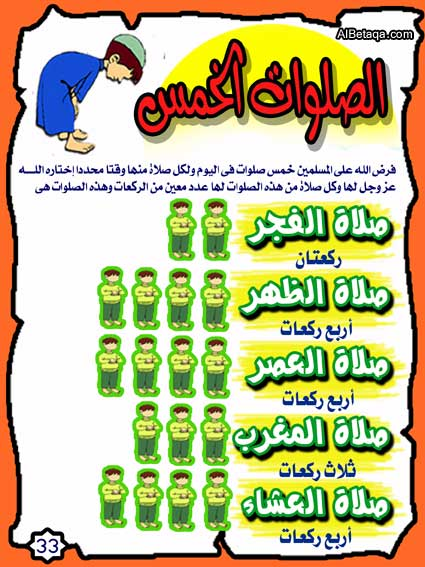 AlBetaqa.com
الصلوات الخمس
فرض الله على المسلمين خمس صلوات فى اليوم ولكل صلاة منها وقتا محددا إختاره الله
عز وجل لها وكل صلاة من هذه الصلوات لها عدد معين من الركعات وهذه الصلوات هى
صلاة الفجر
ركعتان
صلاة الظهر
أربع ركعات
صلاة العصر
أربع ركعات
صلاة المغرب
ثلاث ركعات
صلاة العشاء
أربع ركعات
33